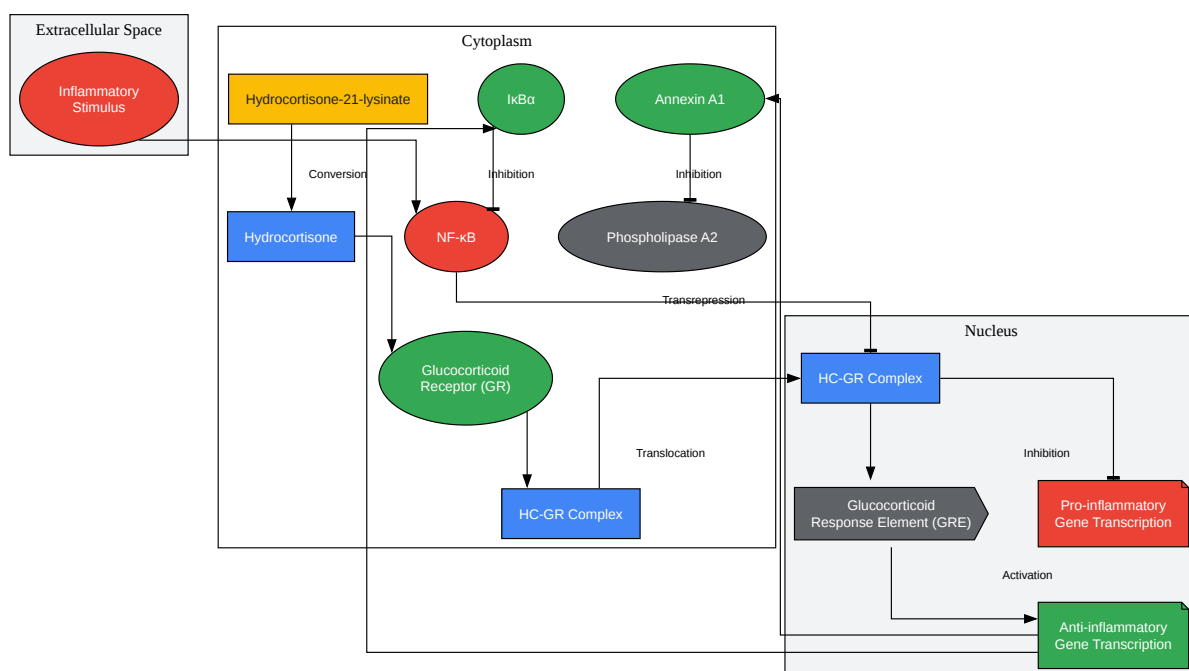 Extracellular Space
Inflammatory
Stimulus
Cytoplasm
Hydrocortisone-21-lysinate
IκBα
Annexin A1
Conversion
Inhibition
Inhibition
Hydrocortisone
NF-κB
Phospholipase A2
Transrepression
Glucocorticoid
Receptor (GR)
Translocation
HC-GR Complex
Nucleus
HC-GR Complex
Inhibition
Glucocorticoid
Response Element (GRE)
Pro-inflammatory
Gene Transcription
Activation
Anti-inflammatory
Gene Transcription